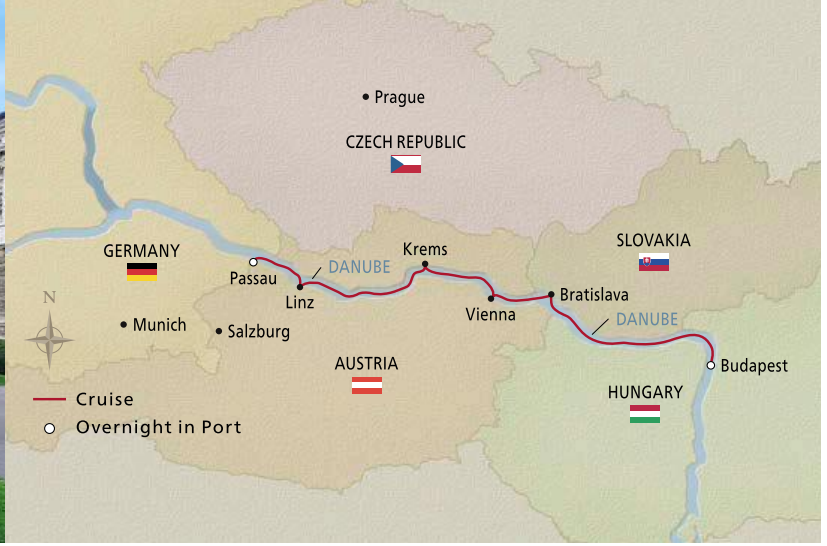 Prague
CZECH REPUBLIC
SLOVAKIA
GERMANY
Krems
DANUBE
Passau
N
Linz
Bratislava
Vienna
DANUBE
Munich
Salzburg
AUSTRIA
Budapest
HUNGARY
Cruise
Overnight in Port